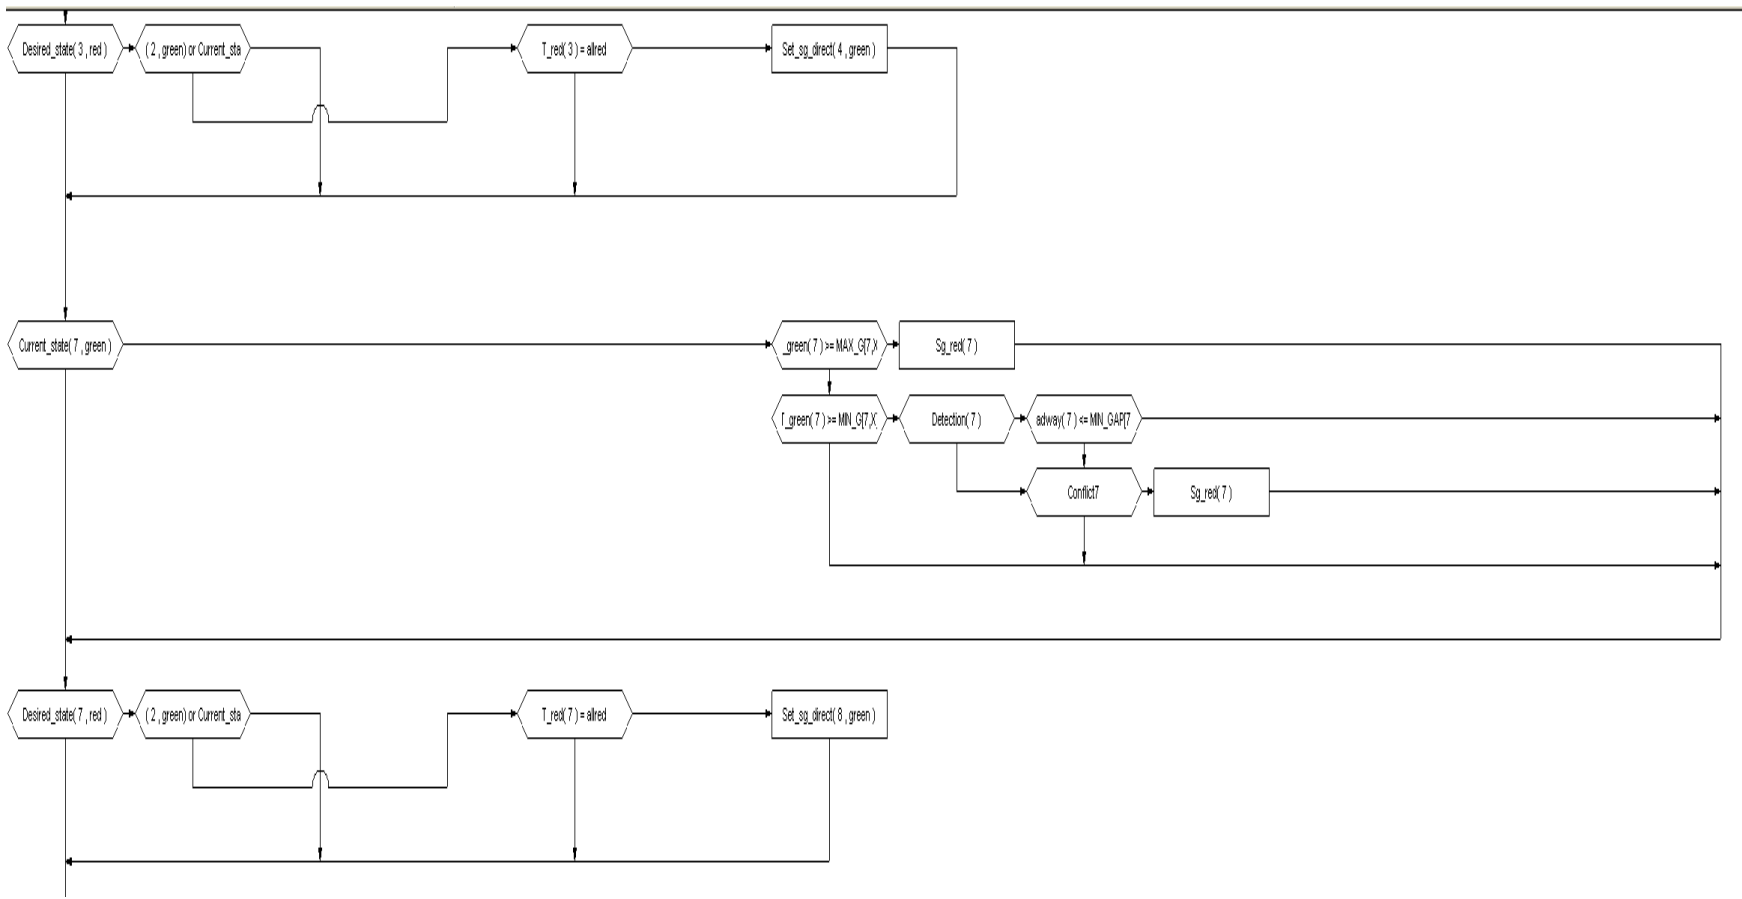 Desired_state( 3 , red )
( 2 , green) or Current_sta
T_red( 3 ) = allred
Set_sg_direct( 4 , green )
Current_state( 7 , green )
_green( 7 ) >= MAX_G[7,X
Sg_red( 7 )
_green( 7 ) >= MIN_G[7,X]
Detection( 7 )
adway( 7 ) <= MIN_GAP[7
Conflict7
Sg_red( 7 )
Desired_state( 7 , red )
( 2 , green) or Current_sta
T_red( 7 ) = allred
Set_sg_direct( 8 , green )